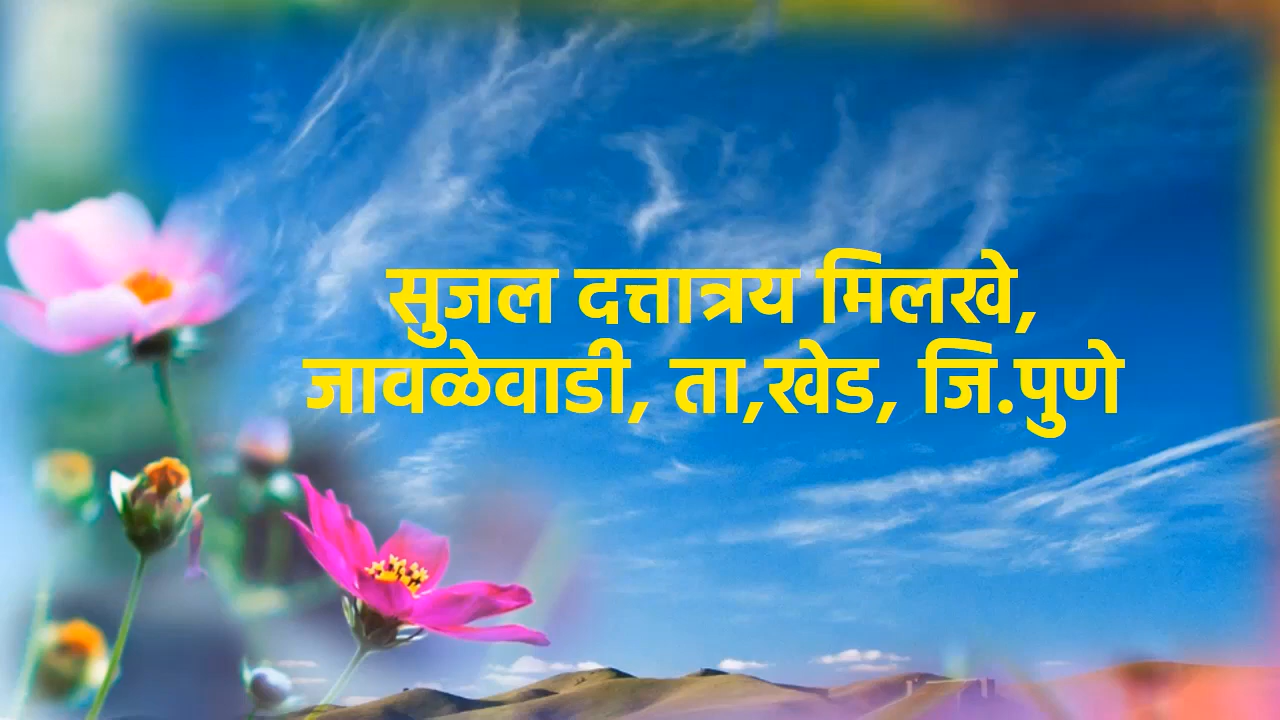 सुजल दत्तात्रय मिलखे,
जावळेवाडी, ता,खेड, जि.पुणे